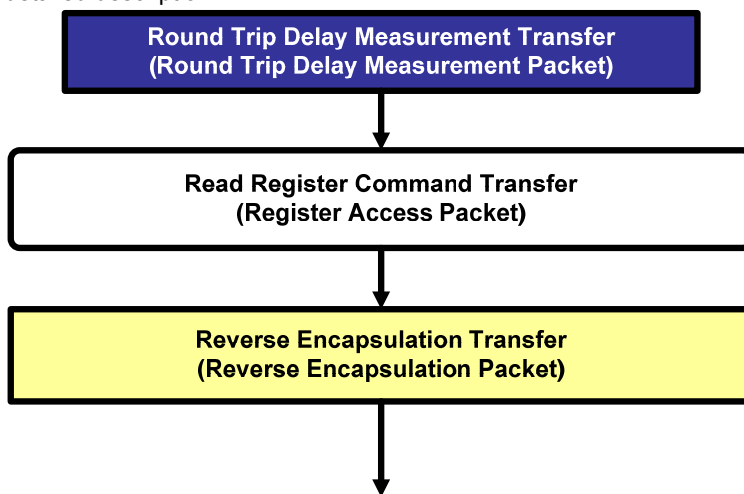 Round Trip Delay Measurement Transfer
(Round Trip Delay Measurement Packet)
Read Register Command Transfer
(Register Access Packet)
Reverse Encapsulation Transfer
(Reverse Encapsulation Packet)